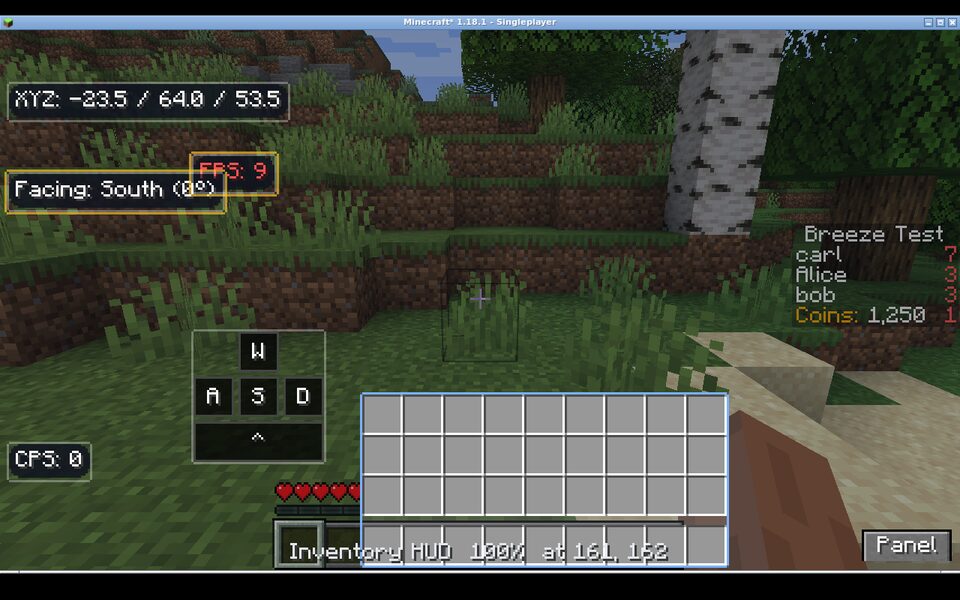 Minecraft* 1.18.1 - Singleplayer
XYZ: -23.5 / 64.0 / 53.5
FPS: 9
Facing: South (0º)
Breeze Test
carl 7
Alice 3
bob 3
Coins: 1,250 1
W
A S D
^
CPS: 0
Inventory HUD 100% at 161, 162
Panel